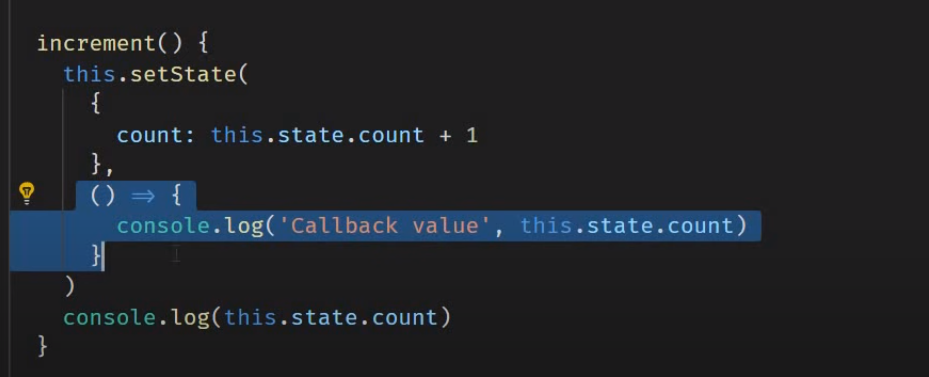 increment() {
this.setState(
{
count: this.state.count + 1
},
() => {
console.log('Callback value', this.state.count)
}
)
console.log(this.state.count)
}